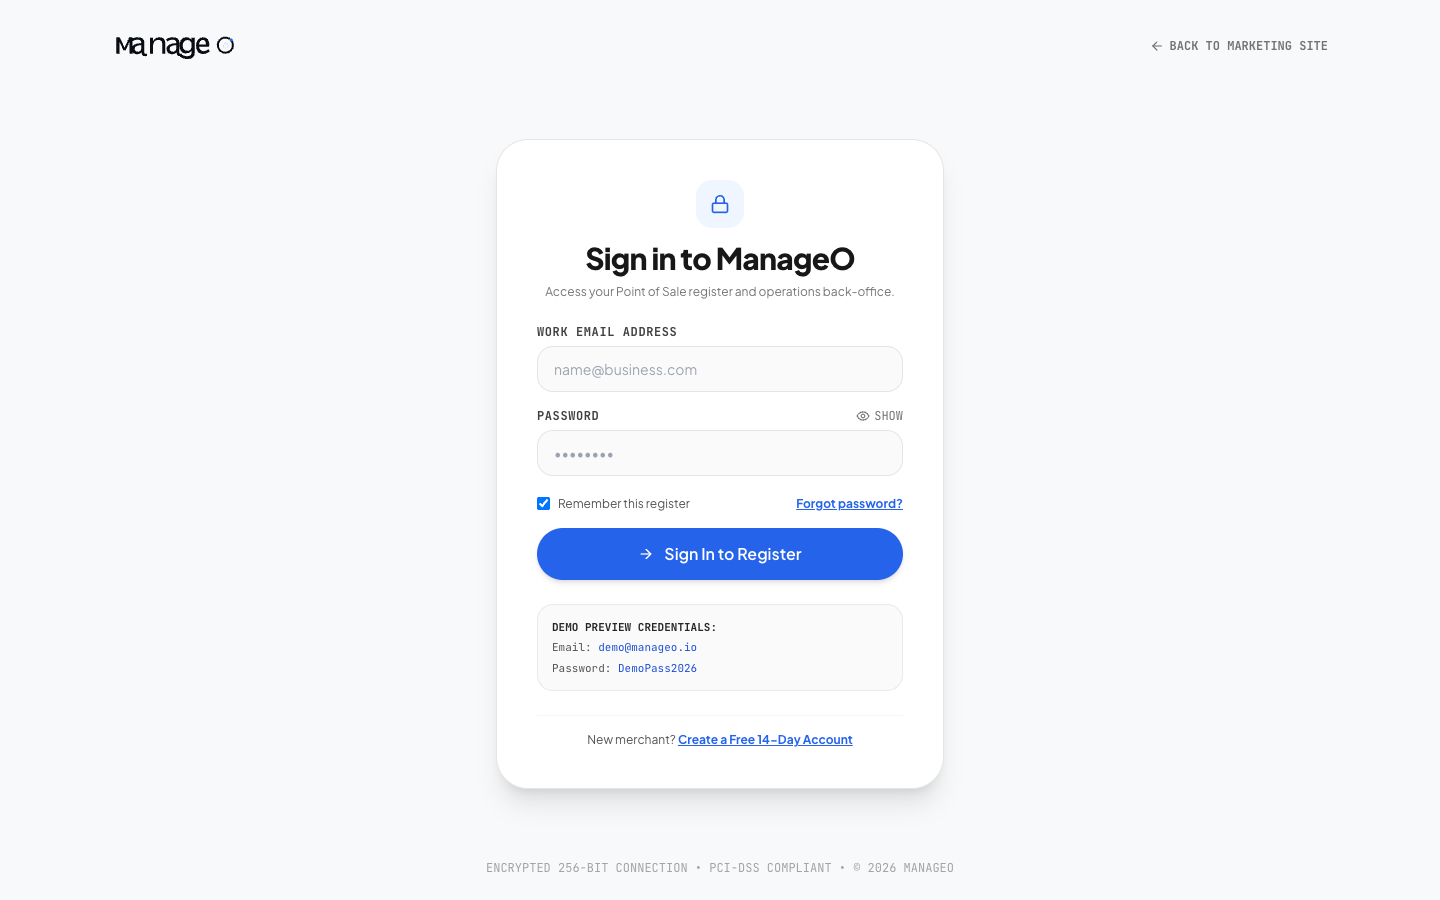 Manage O
BACK TO MARKETING SITE
Sign in to ManageO
Access your Point of Sale register and operations back-office.
WORK EMAIL ADDRESS
name@business.com
PASSWORD
SHOW
••••••••
Remember this register
Forgot password?
Sign In to Register
DEMO PREVIEW CREDENTIALS:
Email: demo@manageo.io
Password: DemoPass2026
New merchant? Create a Free 14-Day Account
ENCRYPTED 256-BIT CONNECTION • PCI-DSS COMPLIANT • © 2026 MANAGEO